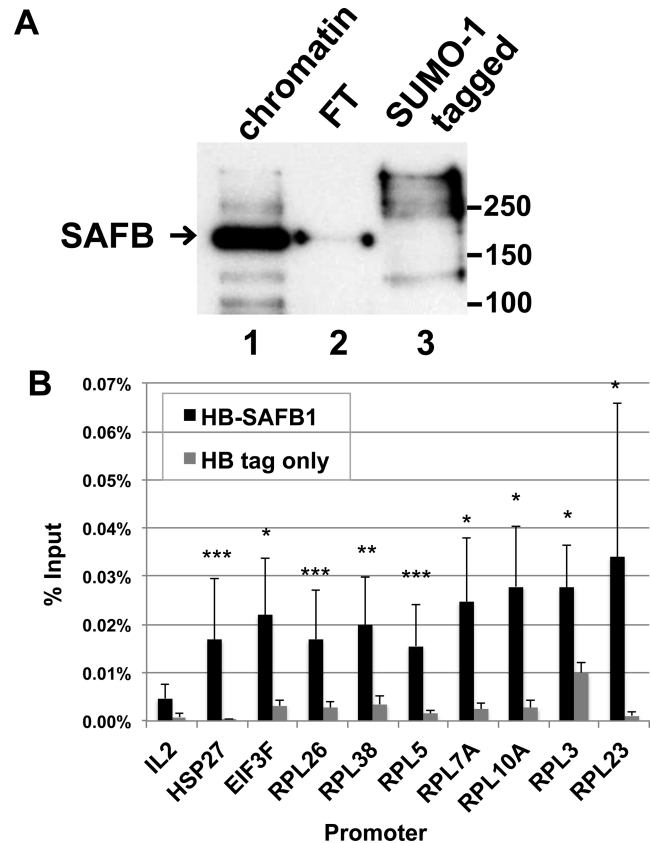 A
chromatin
FT
SUMO-1
tagged
SAFB →
250
150
100
1 2 3
B
0.07%
0.06%
0.05%
0.04%
0.03%
0.02%
0.01%
0.00%
% Input
HB-SAFB1
HB tag only
***
*
***
**
***
*
*
*
*
IL2
HSP27
EIF3F
RPL26
RPL38
RPL5
RPL7A
RPL10A
RPL3
RPL23
Promoter